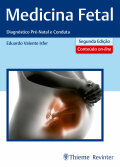 Medicina Fetal
Diagnóstico Pré-Natal e Conduta
Eduardo Valente Isfer
Segunda Edição
Conteúdo on-line
Thieme Revinter